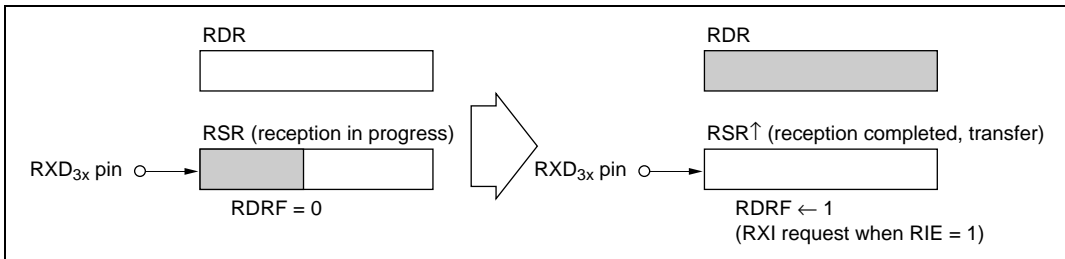 RDR
RSR (reception in progress)
RXD3x pin
RDRF = 0
RDR
RSR↑ (reception completed, transfer)
RXD3x pin
RDRF ← 1
(RXI request when RIE = 1)